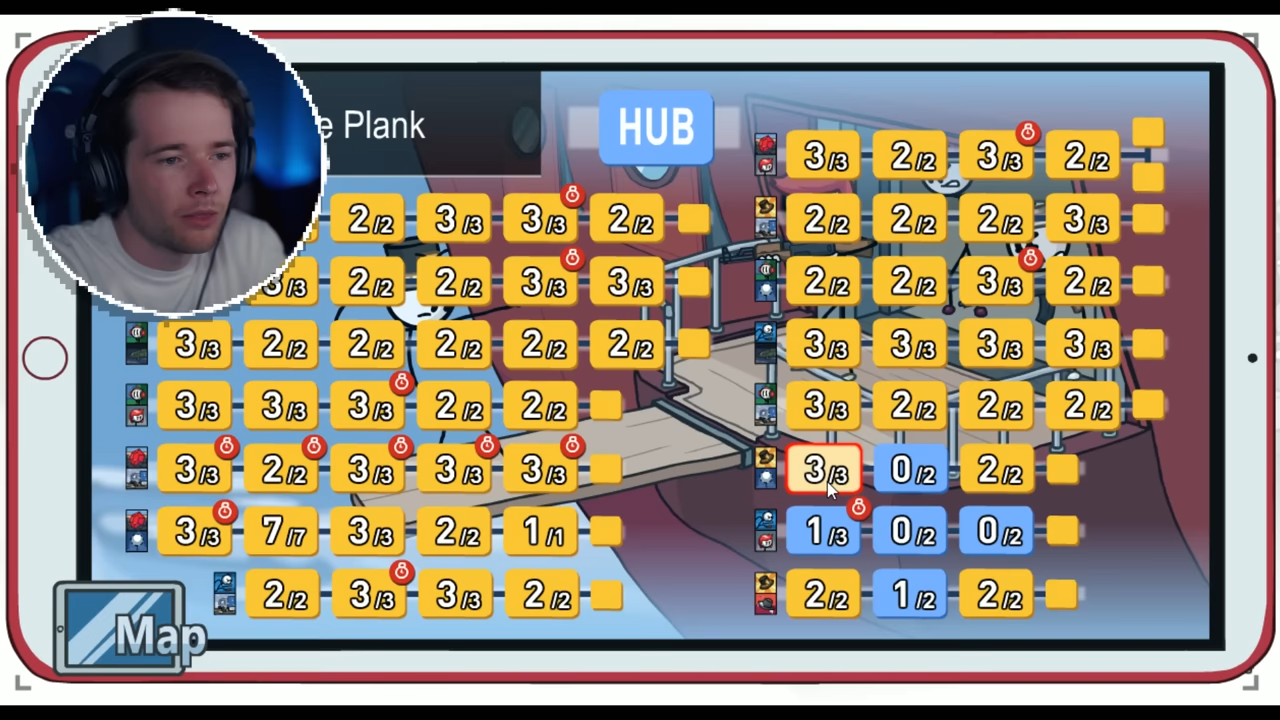 e Plank
HUB
3/3 2/2 3/3 2/2
2/2 3/3 3/3 2/2
2/2 2/2 2/2 3/3
3/3 2/2 2/2 3/3 3/3
2/2 2/2 3/3 2/2
3/3 2/2 2/2 2/2 2/2 2/2
3/3 3/3 3/3 3/3
3/3 3/3 3/3 2/2 2/2
3/3 2/2 2/2 2/2
3/3 2/2 3/3 3/3 3/3
3/3 0/2 2/2
3/3 7/7 3/3 2/2 1/1
1/3 0/2 0/2
2/2 3/3 3/3 2/2
2/2 1/2 2/2
Map